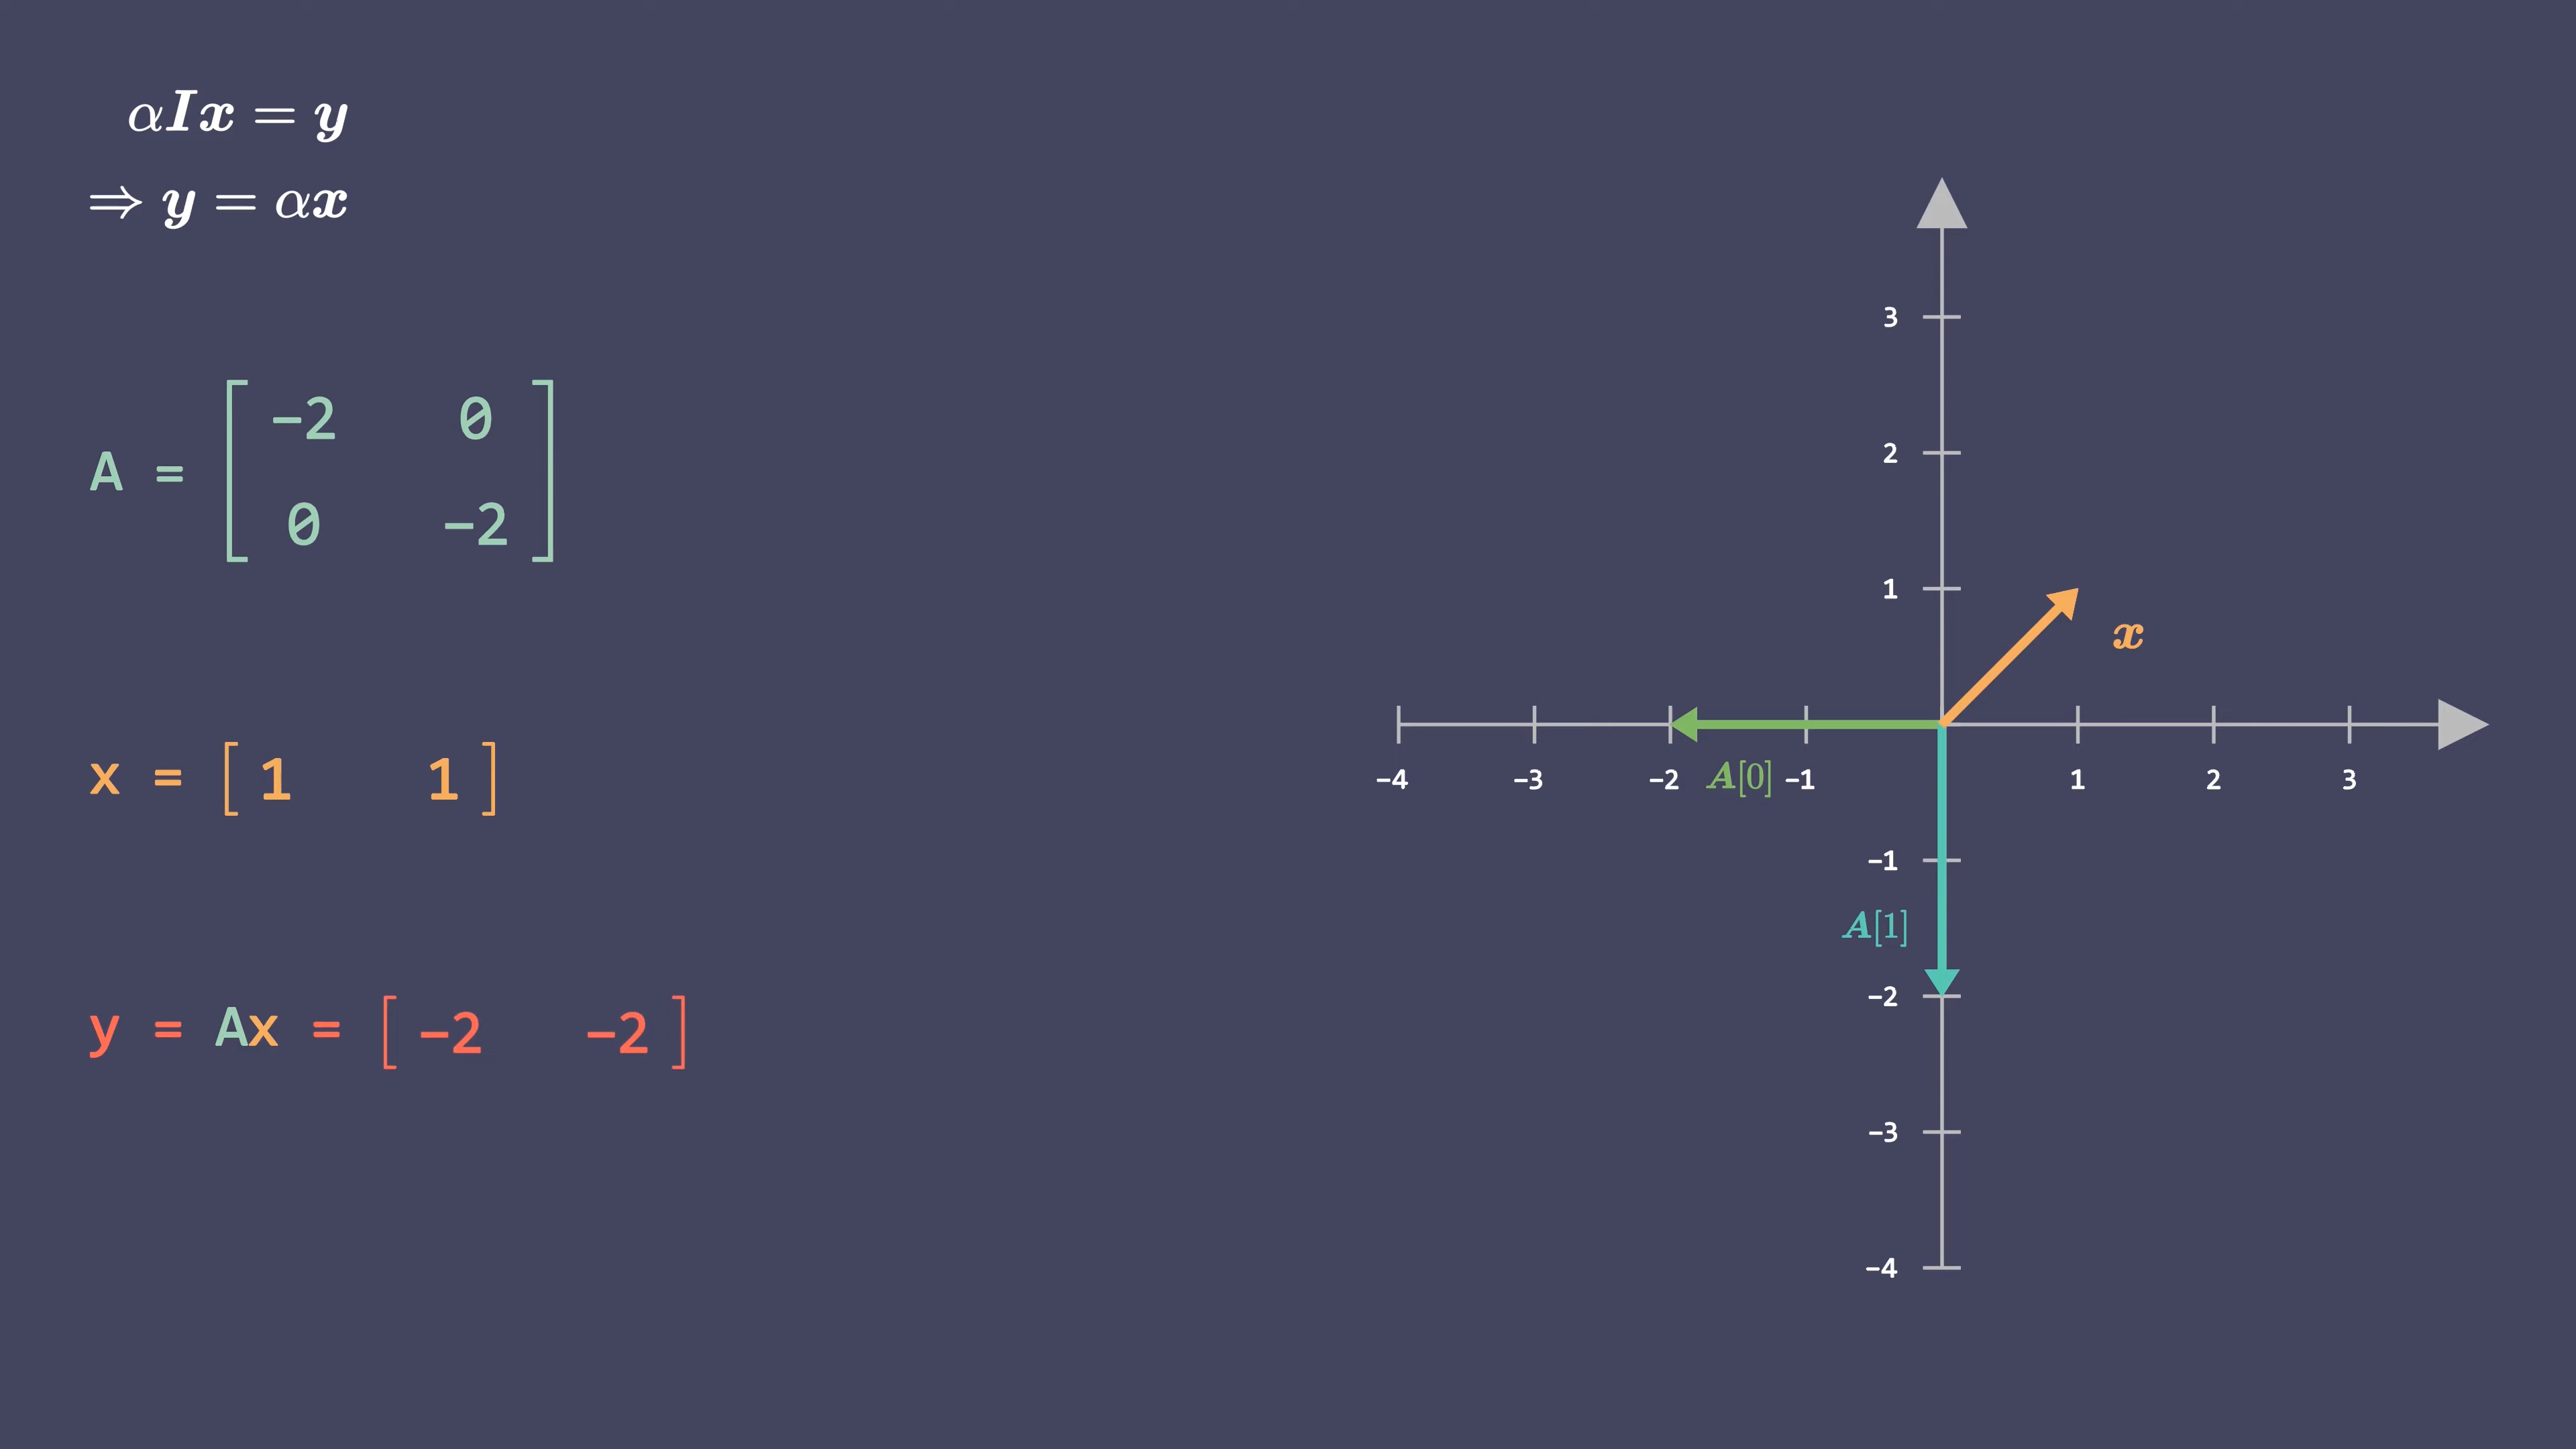 αIx = y
⇒ y = αx
A = [ -2 0
0 -2 ]
x = [ 1 1 ]
y = Ax = [ -2 -2 ]
3
2
1
x
-4 -3 -2 A[0] -1 1 2 3
-1
A[1]
-2
-3
-4